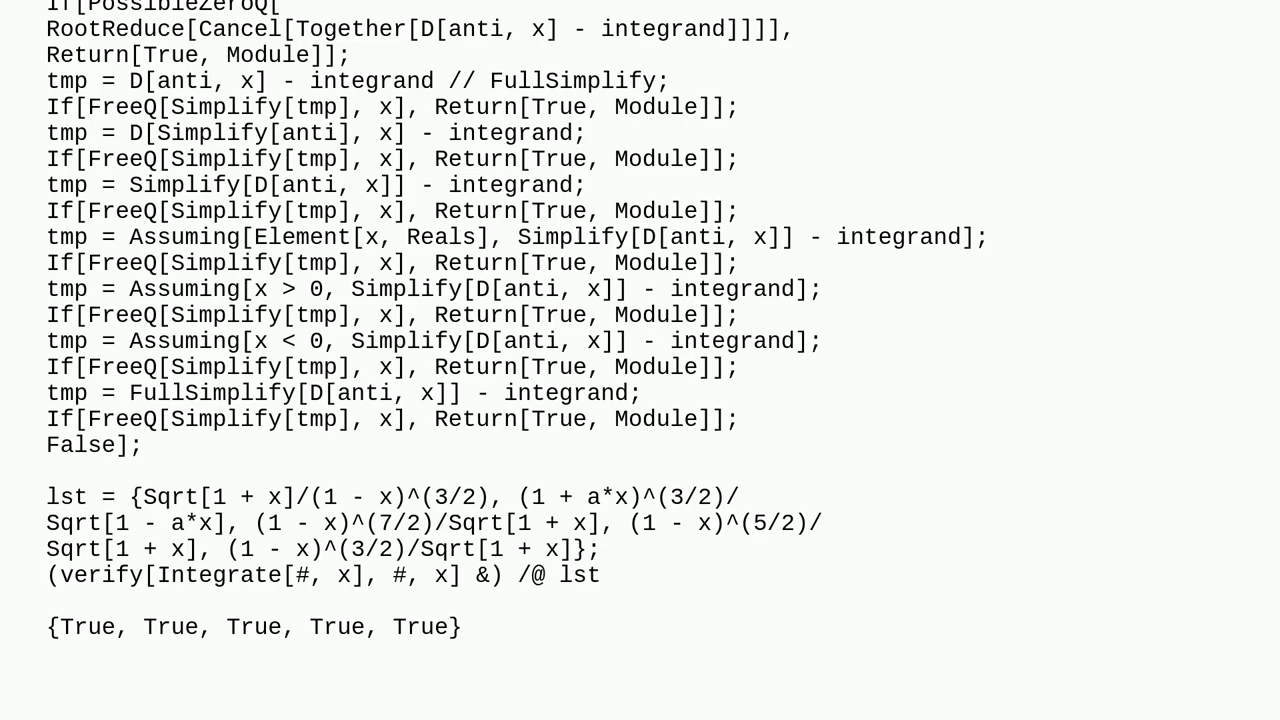 If[PossibleZeroQ[
RootReduce[Cancel[Together[D[anti, x] - integrand]]]],
Return[True, Module]];
tmp = D[anti, x] - integrand // FullSimplify;
If[FreeQ[Simplify[tmp], x], Return[True, Module]];
tmp = D[Simplify[anti], x] - integrand;
If[FreeQ[Simplify[tmp], x], Return[True, Module]];
tmp = Simplify[D[anti, x]] - integrand;
If[FreeQ[Simplify[tmp], x], Return[True, Module]];
tmp = Assuming[Element[x, Reals], Simplify[D[anti, x]] - integrand];
If[FreeQ[Simplify[tmp], x], Return[True, Module]];
tmp = Assuming[x > 0, Simplify[D[anti, x]] - integrand];
If[FreeQ[Simplify[tmp], x], Return[True, Module]];
tmp = Assuming[x < 0, Simplify[D[anti, x]] - integrand];
If[FreeQ[Simplify[tmp], x], Return[True, Module]];
tmp = FullSimplify[D[anti, x]] - integrand;
If[FreeQ[Simplify[tmp], x], Return[True, Module]];
False];
lst = {Sqrt[1 + x]/(1 - x)^(3/2), (1 + a*x)^(3/2)/
Sqrt[1 - a*x], (1 - x)^(7/2)/Sqrt[1 + x], (1 - x)^(5/2)/
Sqrt[1 + x], (1 - x)^(3/2)/Sqrt[1 + x]};
(verify[Integrate[#, x], #, x] &) /@ lst
{True, True, True, True, True}